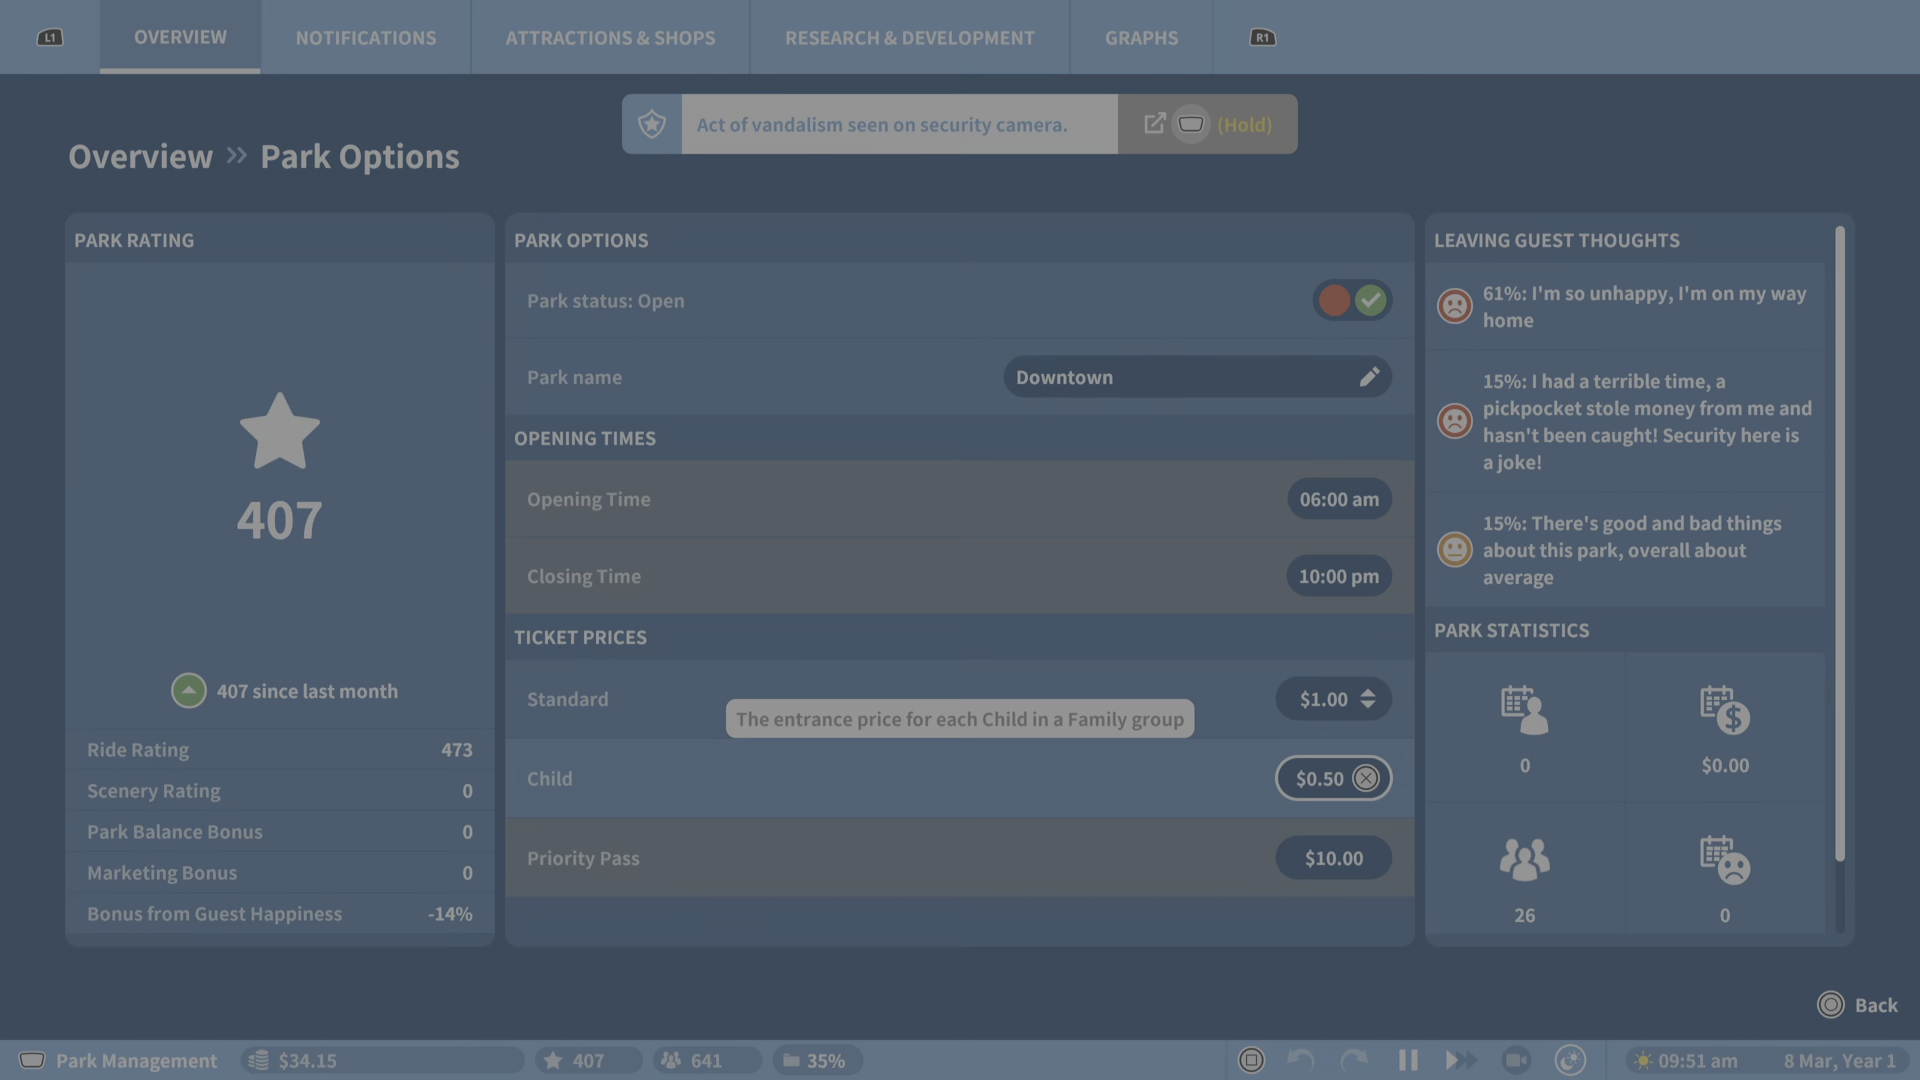 L1
OVERVIEW
NOTIFICATIONS
ATTRACTIONS & SHOPS
RESEARCH & DEVELOPMENT
GRAPHS
R1
Act of vandalism seen on security camera.
(Hold)
Overview » Park Options
PARK RATING
407
407 since last month
Ride Rating 473
Scenery Rating 0
Park Balance Bonus 0
Marketing Bonus 0
Bonus from Guest Happiness -14%
PARK OPTIONS
Park status: Open
Park name Downtown
OPENING TIMES
Opening Time 06:00 am
Closing Time 10:00 pm
TICKET PRICES
Standard $1.00
The entrance price for each Child in a Family group
Child $0.50
Priority Pass $10.00
LEAVING GUEST THOUGHTS
61%: I'm so unhappy, I'm on my way
home
15%: I had a terrible time, a
pickpocket stole money from me and
hasn't been caught! Security here is
a joke!
15%: There's good and bad things
about this park, overall about
average
PARK STATISTICS
0
$0.00
26
0
Back
Park Management
$34.15
407
641
35%
09:51 am
8 Mar, Year 1